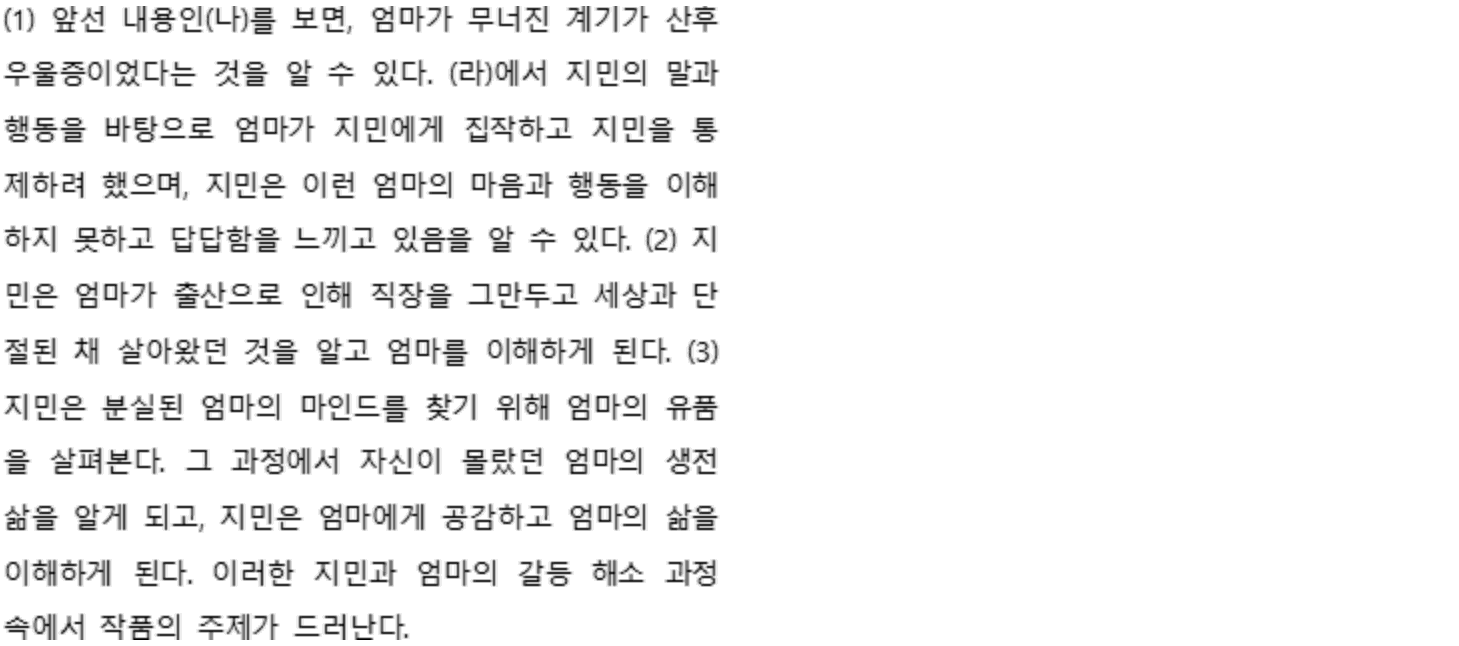 (1) 앞선 내용인(나)를 보면, 엄마가 무너진 계기가 산후
우울증이었다는 것을 알 수 있다. (라)에서 지민의 말과
행동을 바탕으로 엄마가 지민에게 집작하고 지민을 통
제하려 했으며, 지민은 이런 엄마의 마음과 행동을 이해
하지 못하고 답답함을 느끼고 있음을 알 수 있다. (2) 지
민은 엄마가 출산으로 인해 직장을 그만두고 세상과 단
절된 채 살아왔던 것을 알고 엄마를 이해하게 된다. (3)
지민은 분실된 엄마의 마인드를 찾기 위해 엄마의 유품
을 살펴본다. 그 과정에서 자신이 몰랐던 엄마의 생전
삶을 알게 되고, 지민은 엄마에게 공감하고 엄마의 삶을
이해하게 된다. 이러한 지민과 엄마의 갈등 해소 과정
속에서 작품의 주제가 드러난다.